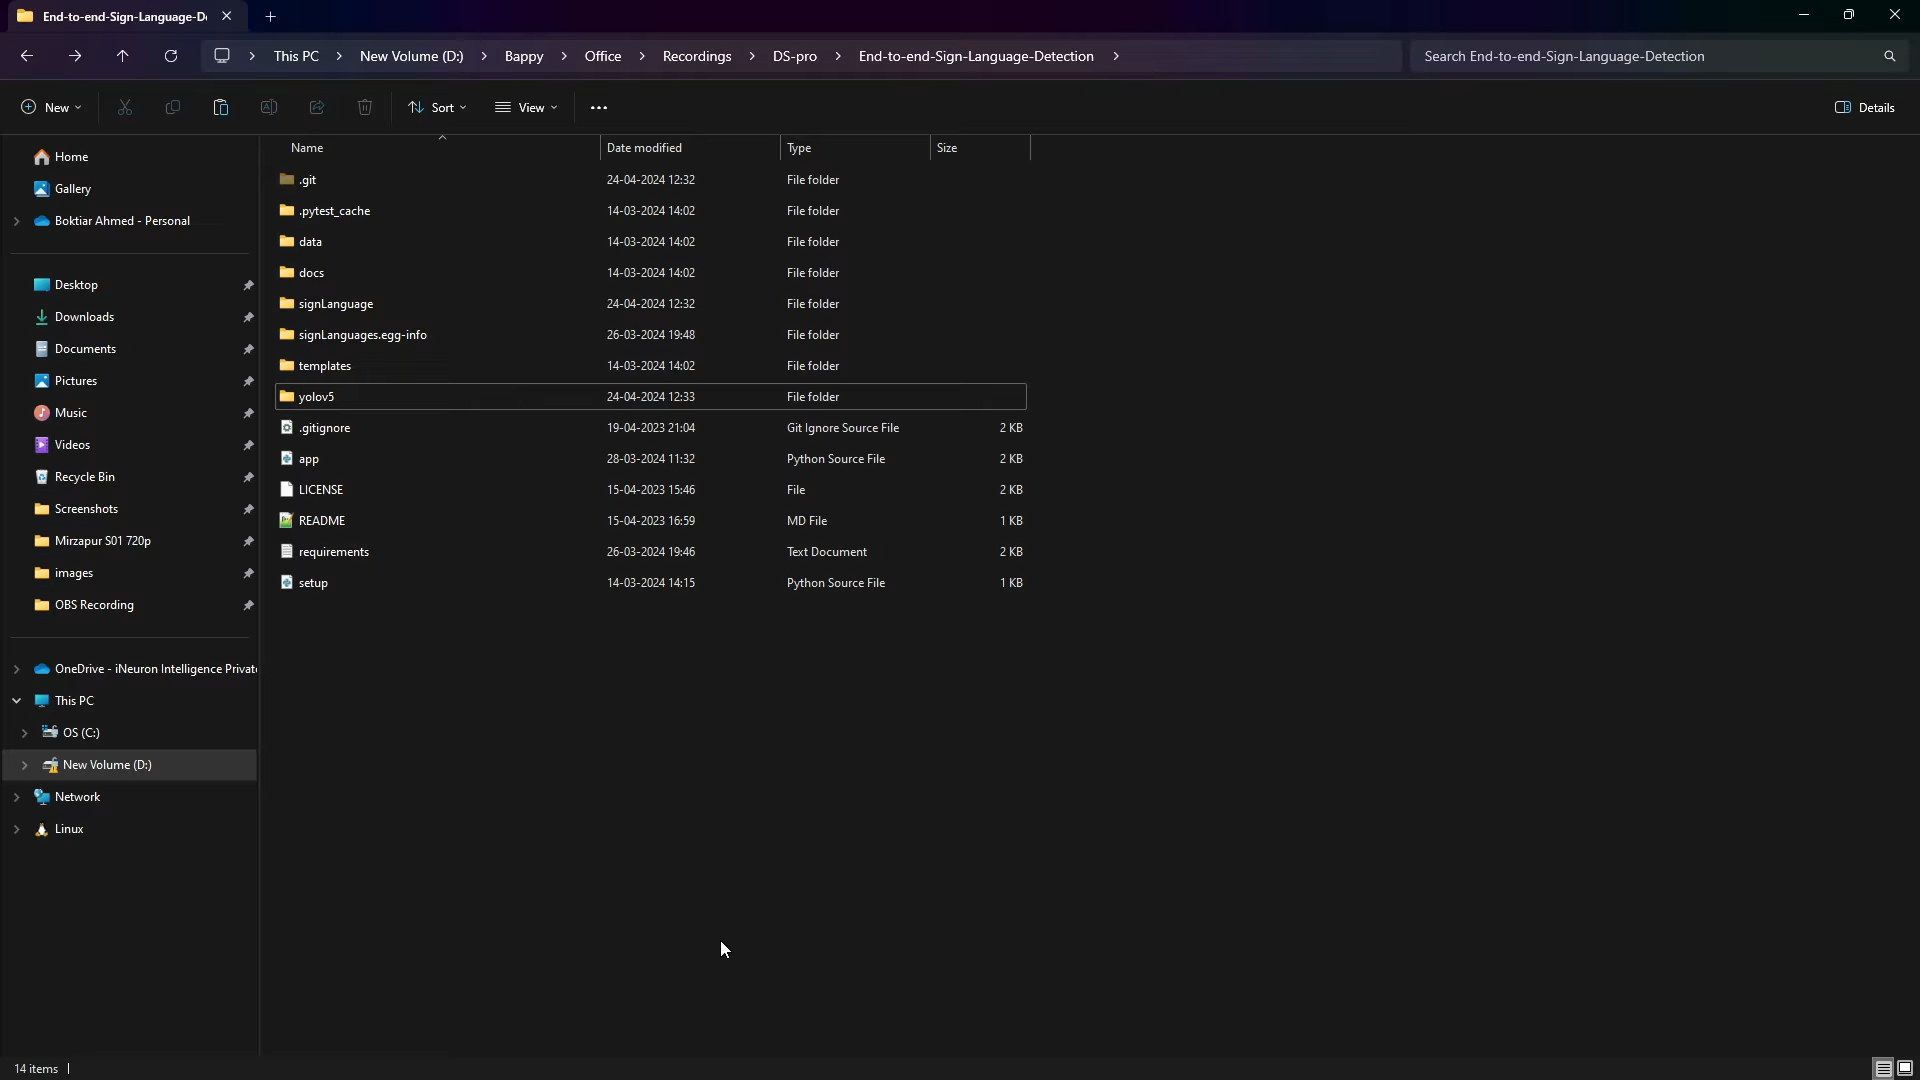 End-to-end-Sign-Language-D
This PC > New Volume (D:) > Bappy > Office > Recordings > DS-pro > End-to-end-Sign-Language-Detection >
Search End-to-end-Sign-Language-Detection
New
Sort
View
Details
Home
Gallery
Boktiar Ahmed - Personal
Desktop
Downloads
Documents
Pictures
Music
Videos
Recycle Bin
Screenshots
Mirzapur S01 720p
images
OBS Recording
OneDrive - iNeuron Intelligence Privat
This PC
OS (C:)
New Volume (D:)
Network
Linux
Name Date modified Type Size
.git 24-04-2024 12:32 File folder
.pytest_cache 14-03-2024 14:02 File folder
data 14-03-2024 14:02 File folder
docs 14-03-2024 14:02 File folder
signLanguage 24-04-2024 12:32 File folder
signLanguages.egg-info 26-03-2024 19:48 File folder
templates 14-03-2024 14:02 File folder
yolov5 24-04-2024 12:33 File folder
.gitignore 19-04-2023 21:04 Git Ignore Source File 2 KB
app 28-03-2024 11:32 Python Source File 2 KB
LICENSE 15-04-2023 15:46 File 2 KB
README 15-04-2023 16:59 MD File 1 KB
requirements 26-03-2024 19:46 Text Document 2 KB
setup 14-03-2024 14:15 Python Source File 1 KB
14 items